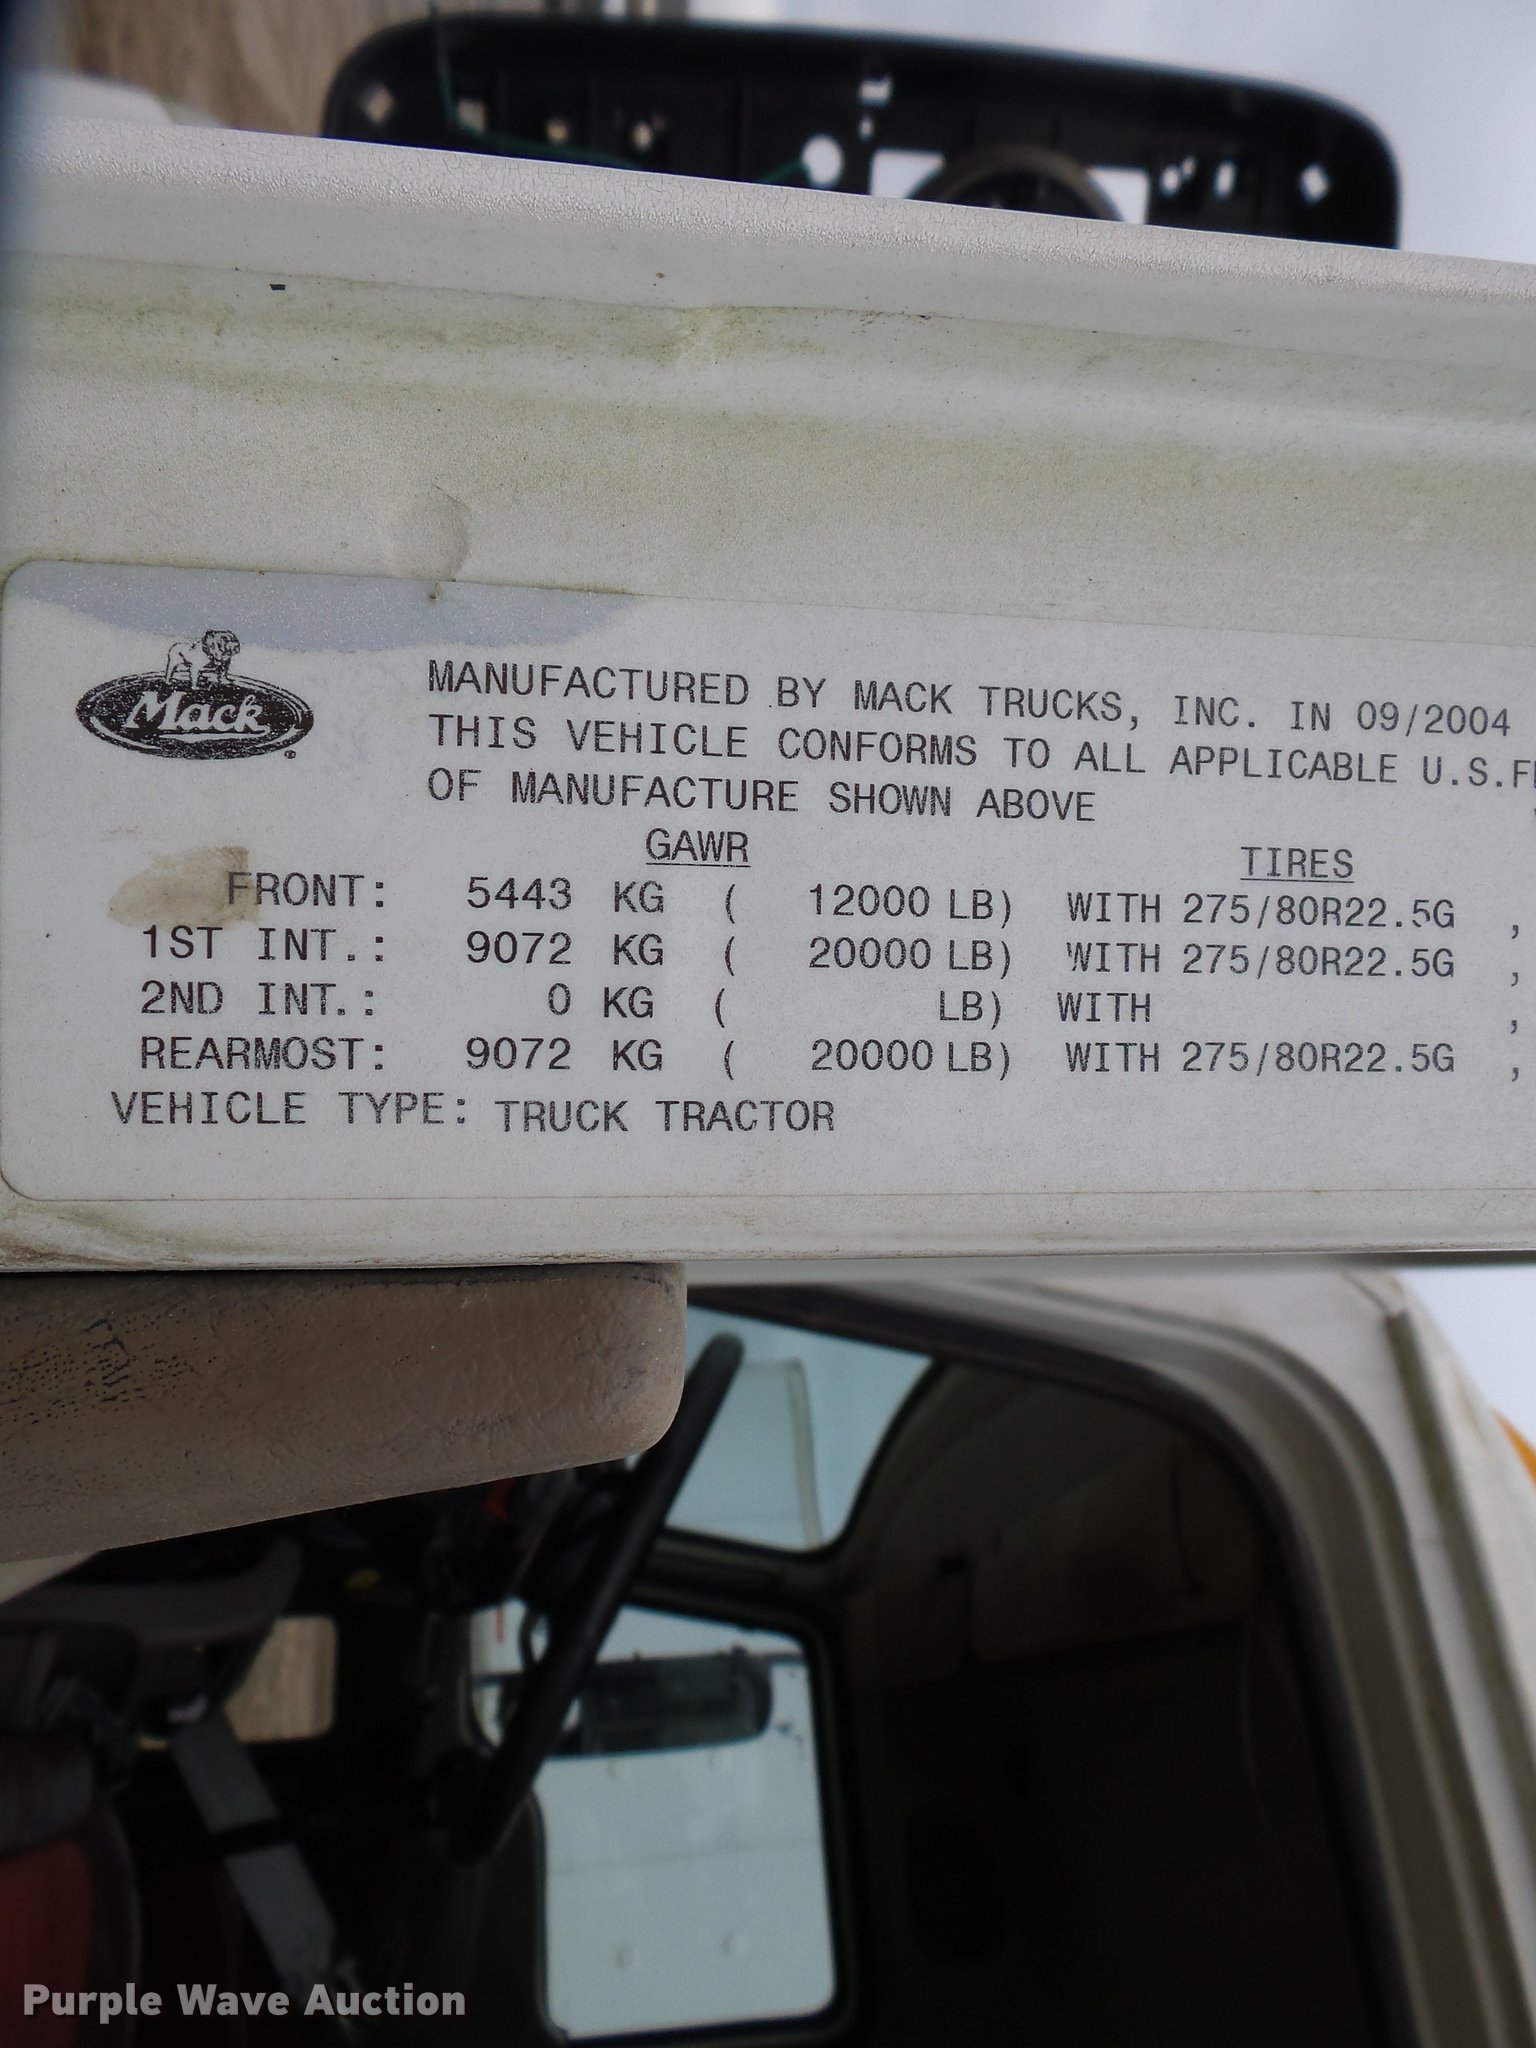 Mack
MANUFACTURED BY MACK TRUCKS, INC. IN 09/2004
THIS VEHICLE CONFORMS TO ALL APPLICABLE U.S.
OF MANUFACTURE SHOWN ABOVE
GAWR TIRES
FRONT: 5443 KG ( 12000 LB) WITH 275/80R22.5G ,
1ST INT.: 9072 KG ( 20000 LB) WITH 275/80R22.5G ,
2ND INT.: 0 KG ( LB) WITH ,
REARMOST: 9072 KG ( 20000 LB) WITH 275/80R22.5G ,
VEHICLE TYPE: TRUCK TRACTOR
Purple Wave Auction